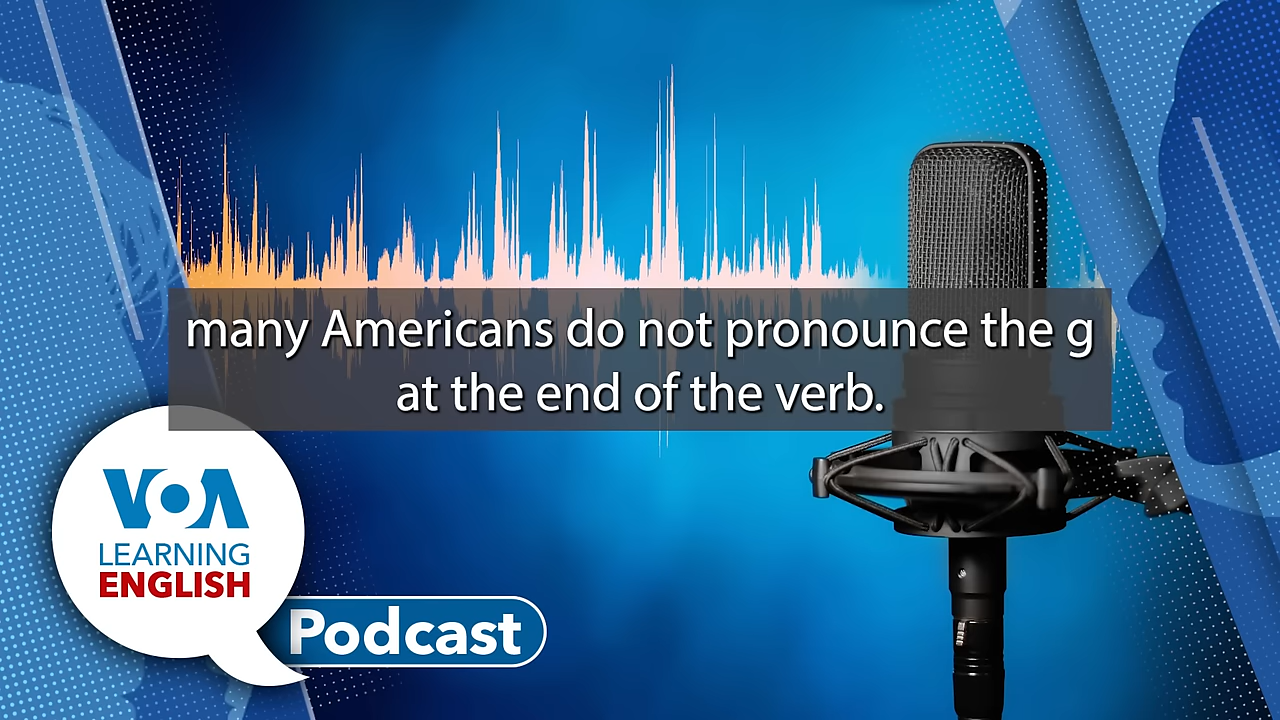 many Americans do not pronounce the g
at the end of the verb.
VOA
LEARNING
ENGLISH
Podcast